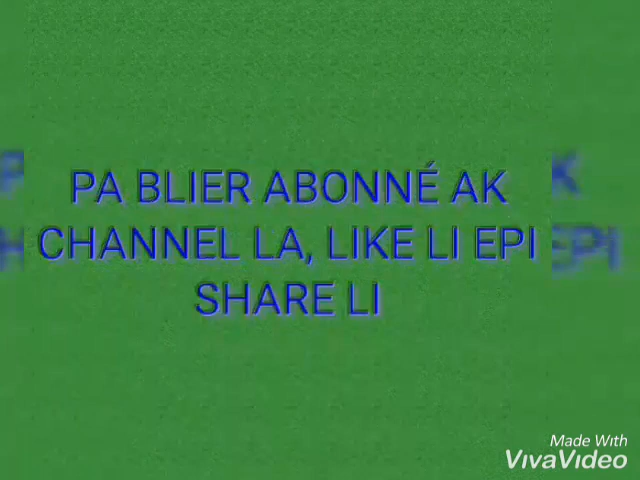 PA BLIER ABONNÉ AK
CHANNEL LA, LIKE LI EPI
SHARE LI
Made With
VivaVideo